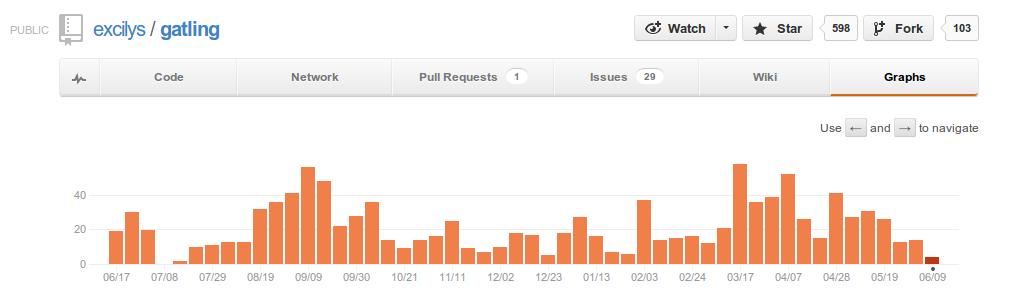 PUBLIC excilys / gatling Watch Star 598 Fork 103
Code Network Pull Requests 1 Issues 29 Wiki Graphs
Use ← and → to navigate
40
20
0
06/17 07/08 07/29 08/19 09/09 09/30 10/21 11/11 12/02 12/23 01/13 02/03 02/24 03/17 04/07 04/28 05/19 06/09